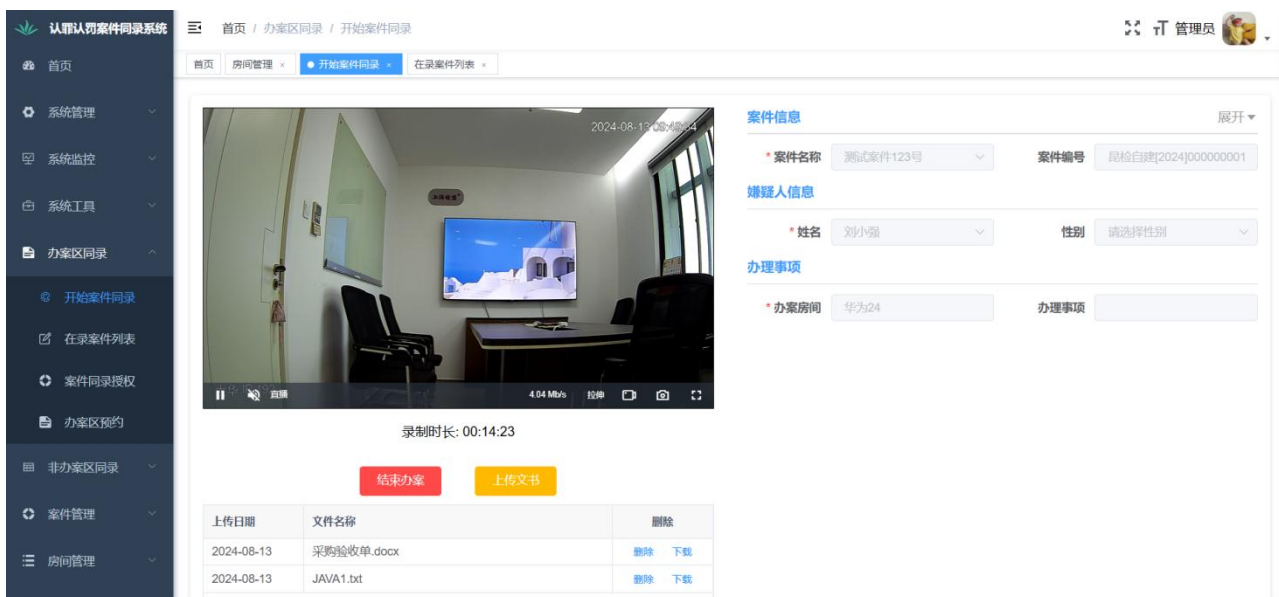 认罪认罚案件同录系统
首页 / 办案区同录 / 开始案件同录
管理员
首页
系统管理
系统监控
系统工具
办案区同录
开始案件同录
在录案件列表
案件同录授权
办案区预约
非办案区同录
案件管理
房间管理
首页 房间管理 × 开始案件同录 × 在录案件列表 ×
直播 4.04 Mb/s 拉伸
录制时长: 00:14:23
结束办案 上传文书
上传日期 文件名称 删除
2024-08-13 采购验收单.docx 删除 下载
2024-08-13 JAVA1.txt 删除 下载
案件信息 展开
* 案件名称 测试案件123号 案件编号 昆检自建[2024]000000001
嫌疑人信息
* 姓名 刘小强 性别 请选择性别
办理事项
* 办案房间 华为24 办理事项
2024-08-13